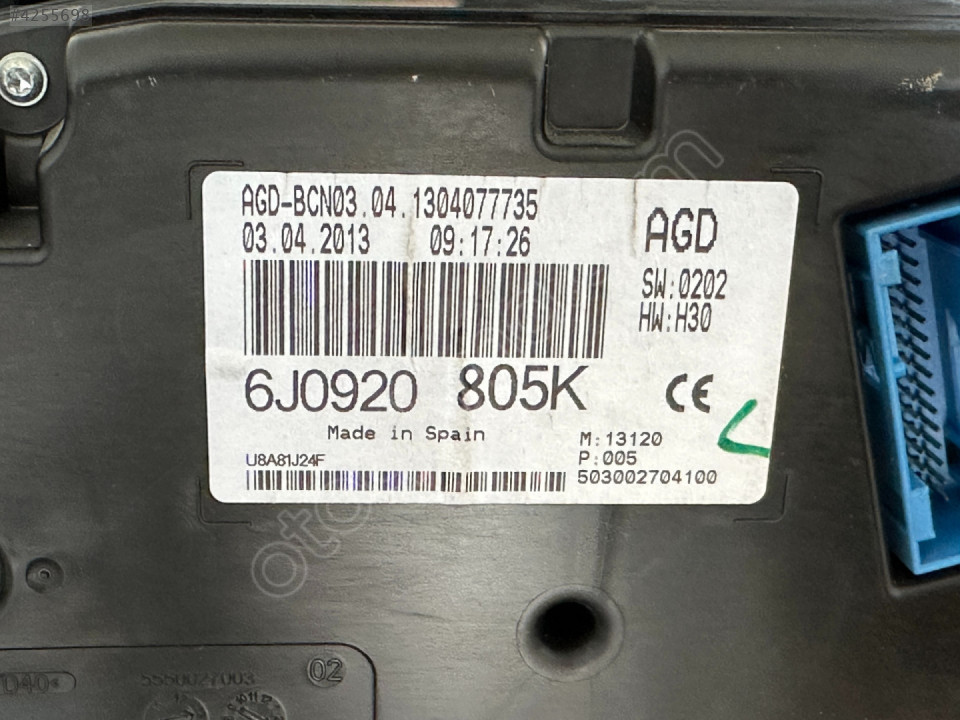 #4255698
AGD-BCN03.04.1304077735
03.04.2013 09:17:26
AGD
SW:0202
HW:H30
6J0920 805K
Made in Spain
M:13120
P:005
503002704100
U8A81J24F
02